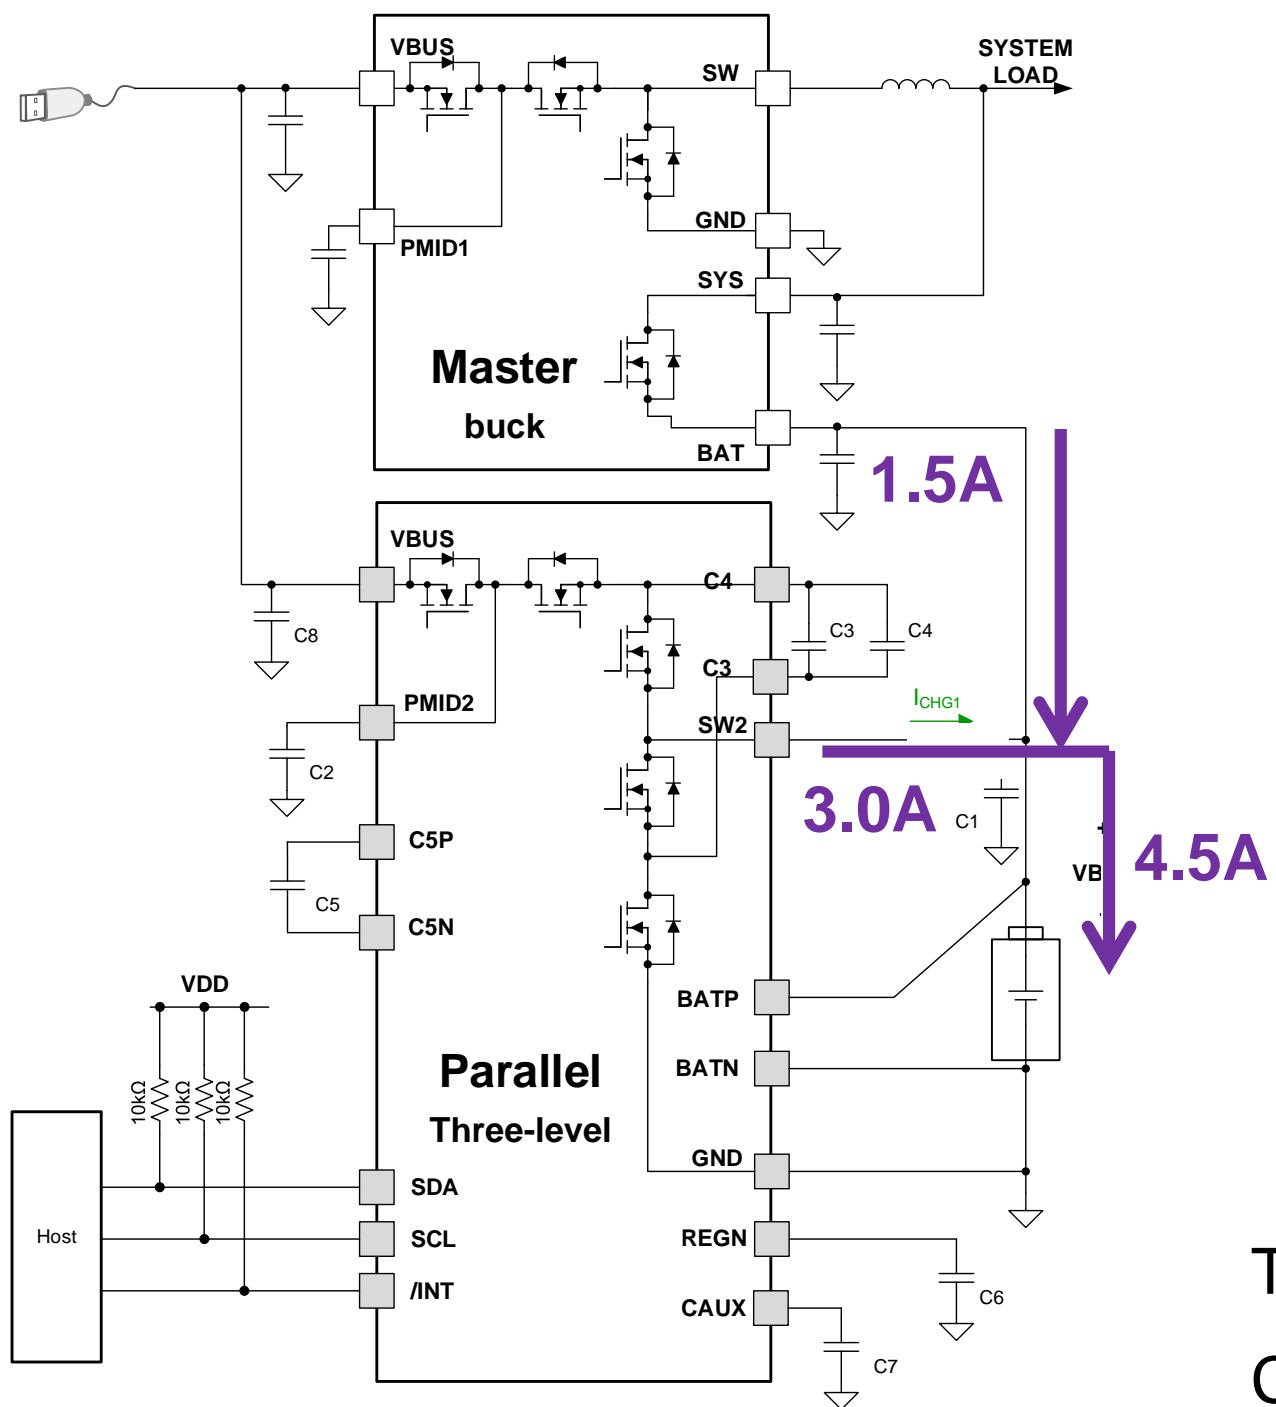 VBUS
SW
SYSTEM
LOAD
PMID1
GND
SYS
Master
buck
BAT
1.5A
VBUS
C4
C8
C3
C4
C3
PMID2
SW2
ICHG1
C2
3.0A
C1
+
C5P
VB
4.5A
C5
C5N
VDD
BATP
10kΩ
10kΩ
10kΩ
Parallel
BATN
Three-level
GND
SDA
Host
SCL
REGN
/INT
CAUX
C6
C7
T